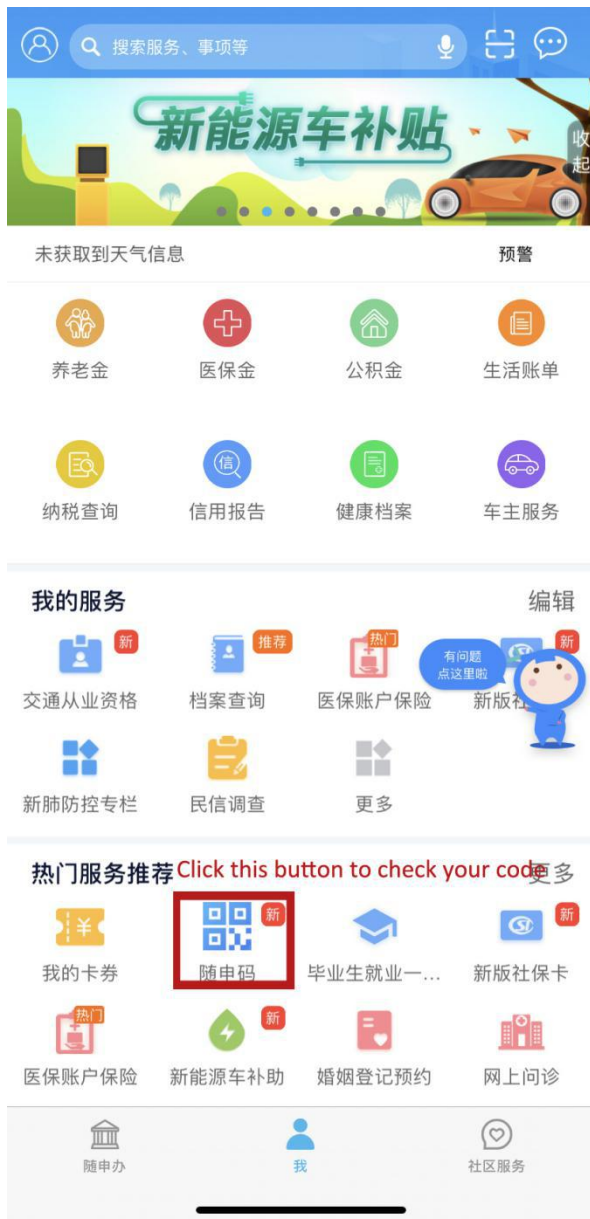 搜索服务、事项等
新能源车补贴
收起
未获取到天气信息 预警
养老金 医保金 公积金 生活账单
信
纳税查询 信用报告 健康档案 车主服务
我的服务 编辑
新 推荐 热门 新
有问题
点这里啦
交通从业资格 档案查询 医保账户保险 新版社
新肺防控专栏 民信调查 更多
热门服务推荐 Click this button to check your code 更多
¥ 新 新
我的卡券 随申码 毕业生就业一... 新版社保卡
热门 新
医保账户保险 新能源车补助 婚姻登记预约 网上问诊
随申办 我 社区服务